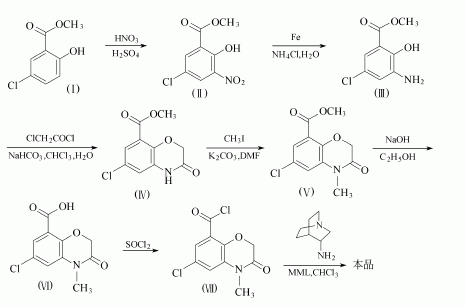 O OCH₃
OH
Cl
(Ⅰ)
HNO₃
H₂SO₄
O OCH₃
OH
Cl NO₂
(Ⅱ)
Fe
NH₄Cl,H₂O
O OCH₃
OH
Cl NH₂
(Ⅲ)
ClCH₂COCl
NaHCO₃,CHCl₃,H₂O
O OCH₃
O
Cl N O
H
(Ⅳ)
CH₃I
K₂CO₃,DMF
O OCH₃
O
Cl N O
CH₃
(Ⅴ)
NaOH
C₂H₅OH
O OH
O
Cl N O
CH₃
(Ⅵ)
SOCl₂
O Cl
O
Cl N O
CH₃
(Ⅶ)
N
NH₂
MML,CHCl₃
本品